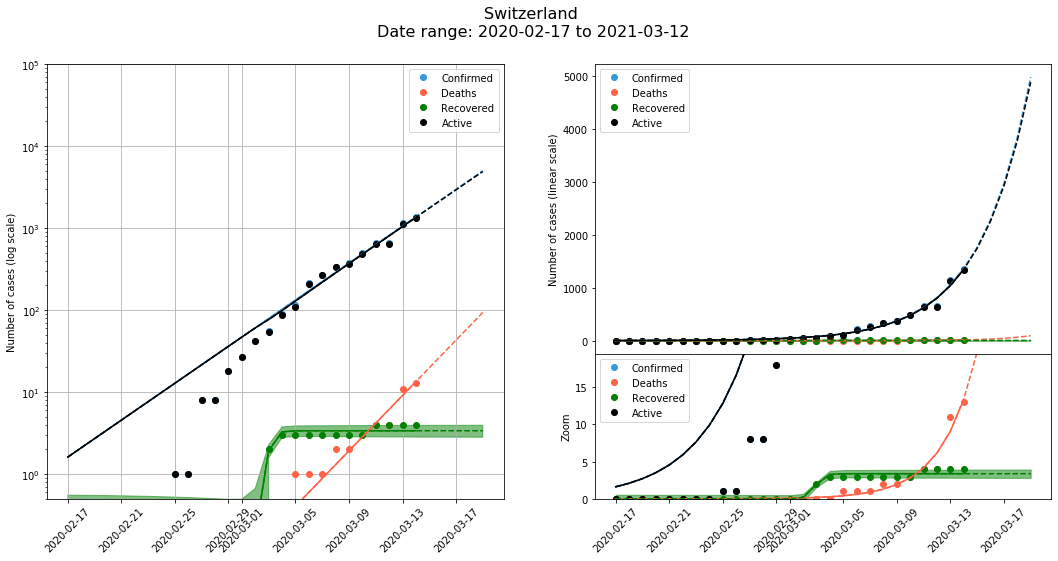 Switzerland
Date range: 2020-02-17 to 2021-03-12
Number of cases (log scale)
10^5
10^4
10^3
10^2
10^1
10^0
Confirmed
Deaths
Recovered
Active
2020-02-17
2020-02-21
2020-02-25
2020-02-29
2020-03-01
2020-03-05
2020-03-09
2020-03-13
2020-03-17
Number of cases (linear scale)
5000
4000
3000
2000
1000
0
Confirmed
Deaths
Recovered
Active
Zoom
15
10
5
0
Confirmed
Deaths
Recovered
Active
2020-02-17
2020-02-21
2020-02-25
2020-02-29
2020-03-01
2020-03-05
2020-03-09
2020-03-13
2020-03-17